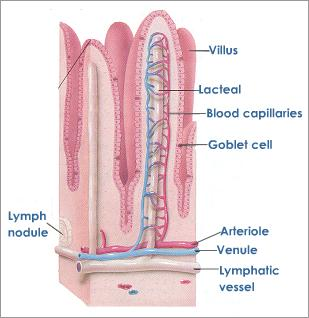 Villus
Lacteal
Blood capillaries
Goblet cell
Lymph
nodule
Arteriole
Venule
Lymphatic
vessel